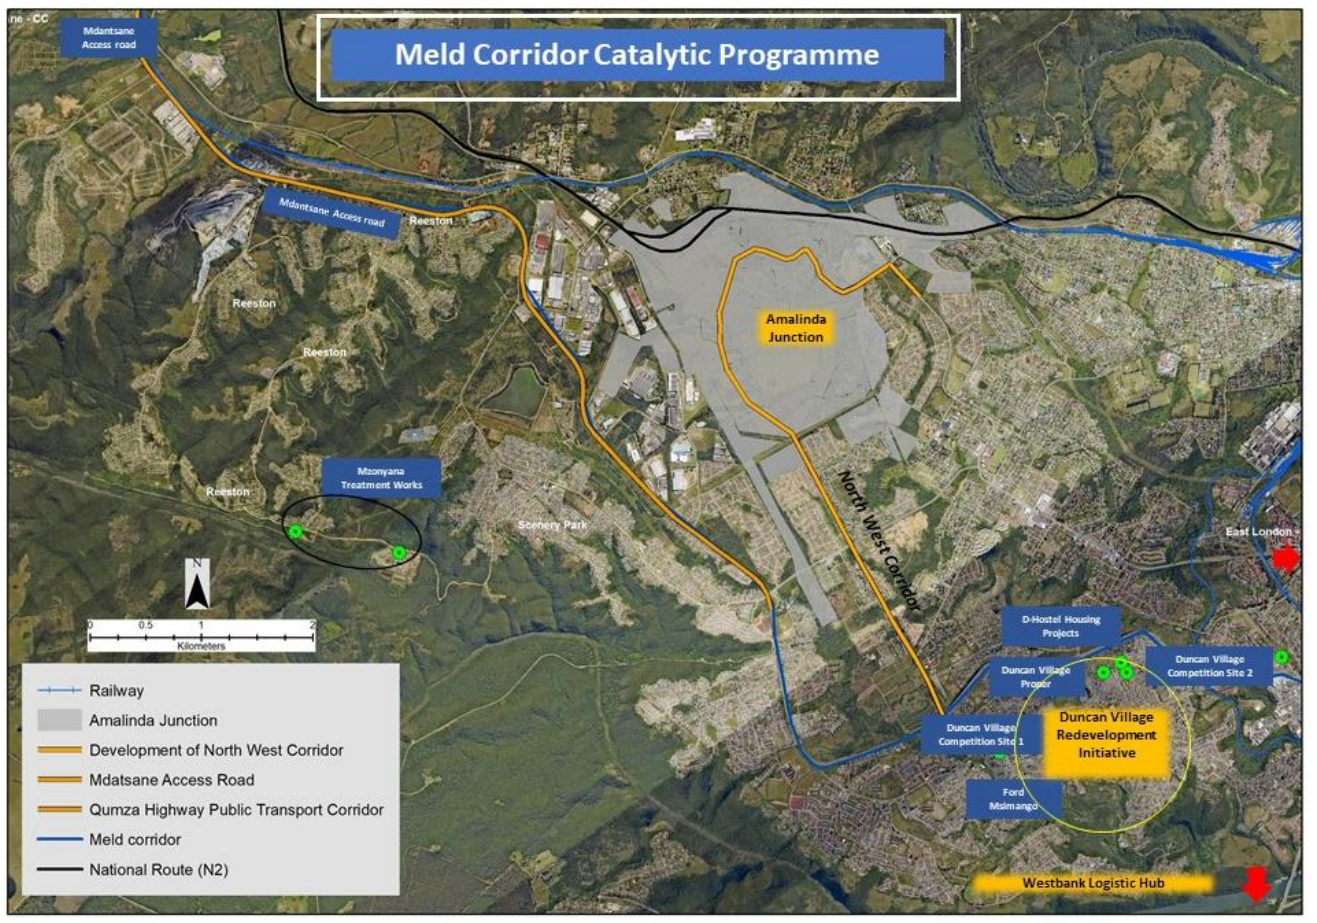 ne - CC
Mdantsane
Access road
Meld Corridor Catalytic Programme
Mdantsane Access road
Reeston
Reeston
Reeston
Amalinda
Junction
Mzonyana
Treatment Works
Reeston
Scenery Park
North West Corridor
East London
N
0 0.5 1 2
Kilometers
D-Hostel Housing
Projects
Duncan Village
Proper
Duncan Village
Competition Site 2
Duncan Village
Competition Site 1
Duncan Village
Redevelopment
Initiative
Ford
Msimango
Westbank Logistic Hub
Railway
Amalinda Junction
Development of North West Corridor
Mdatsane Access Road
Qumza Highway Public Transport Corridor
Meld corridor
National Route (N2)